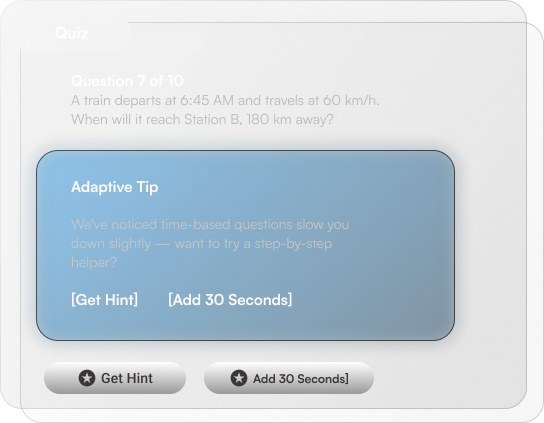 Quiz
Question 7 of 10
A train departs at 6:45 AM and travels at 60 km/h.
When will it reach Station B, 180 km away?
Adaptive Tip
We've noticed time-based questions slow you
down slightly — want to try a step-by-step
helper?
[Get Hint] [Add 30 Seconds]
Get Hint Add 30 Seconds]